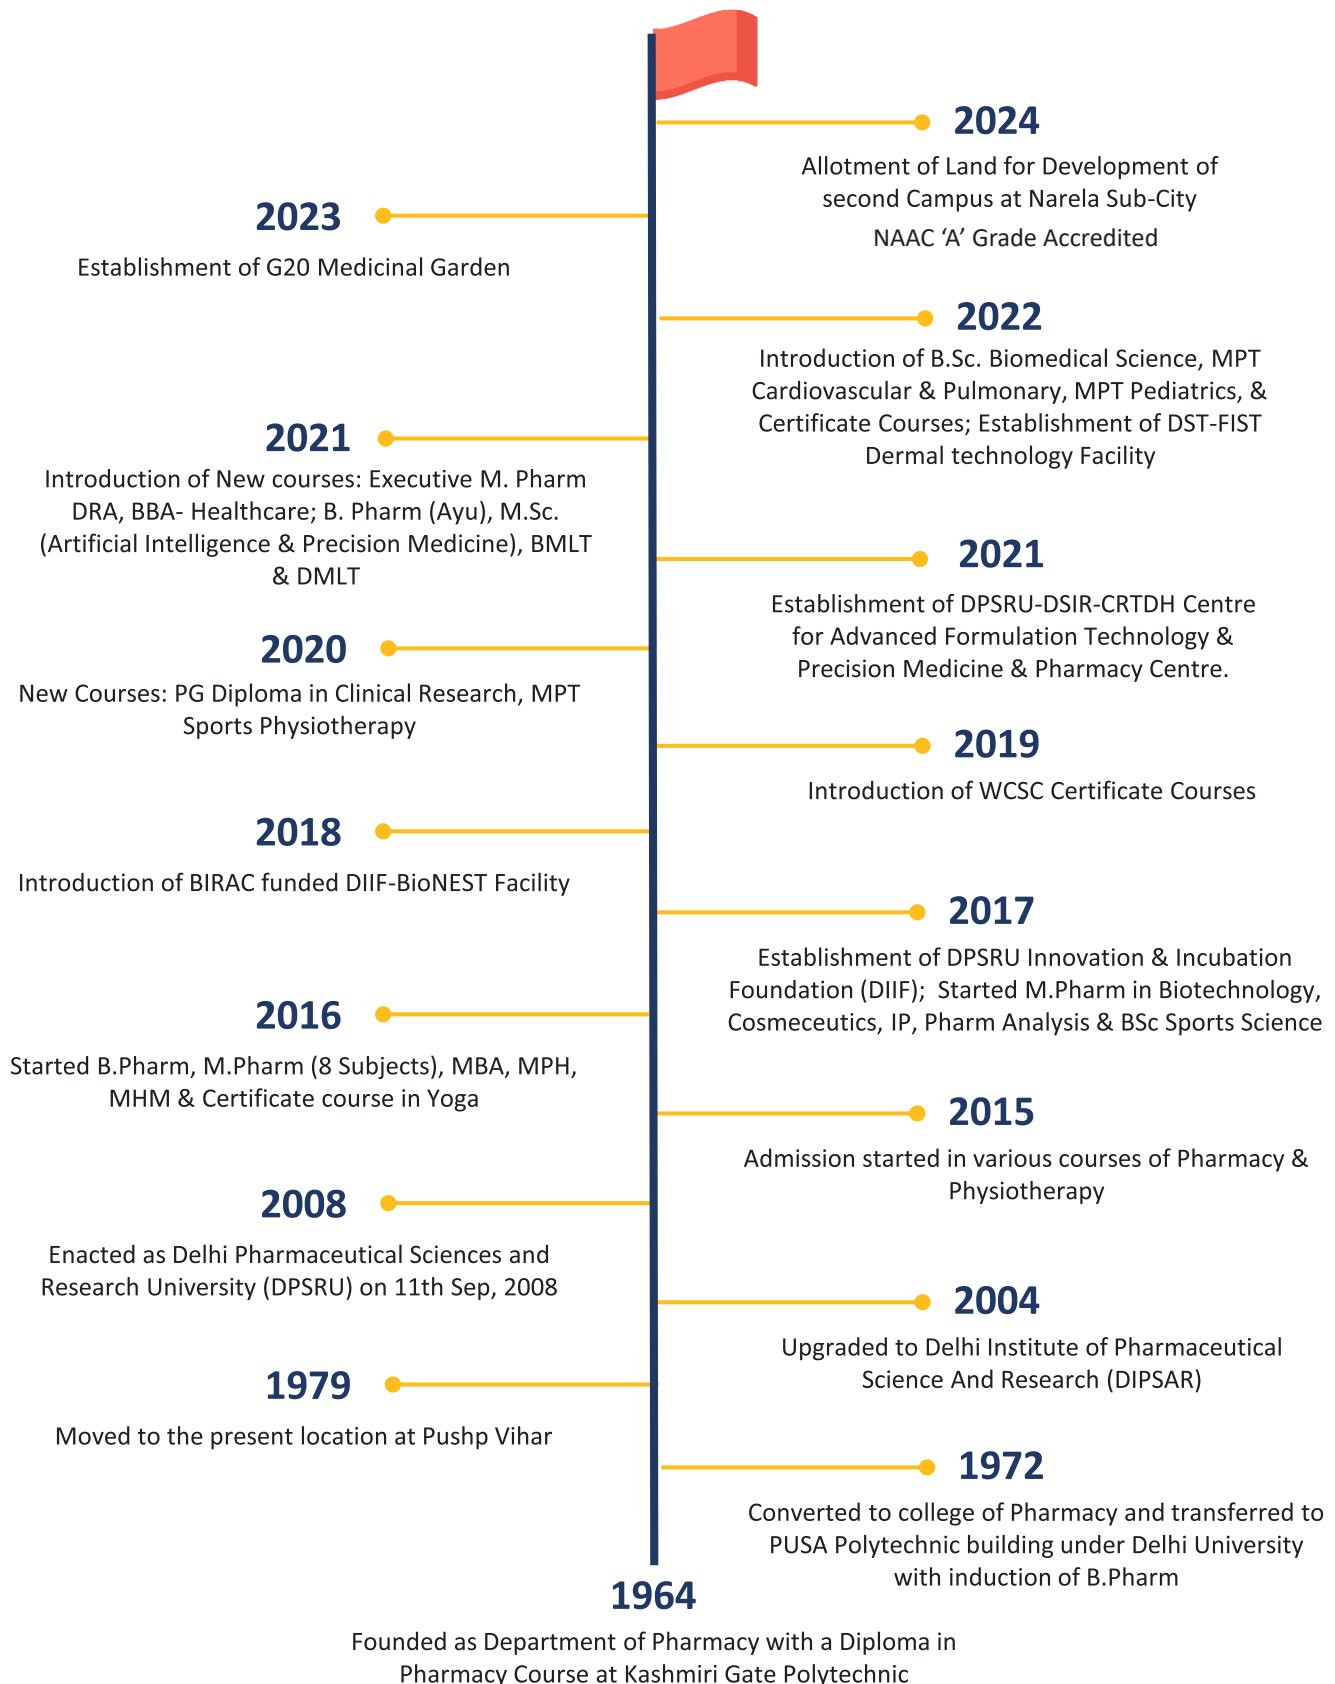 2024
Allotment of Land for Development of
second Campus at Narela Sub-City
NAAC ‘A’ Grade Accredited
2023
Establishment of G20 Medicinal Garden
2022
Introduction of B.Sc. Biomedical Science, MPT
Cardiovascular & Pulmonary, MPT Pediatrics, &
Certificate Courses; Establishment of DST-FIST
Dermal technology Facility
2021
Introduction of New courses: Executive M. Pharm
DRA, BBA- Healthcare; B. Pharm (Ayu), M.Sc.
(Artificial Intelligence & Precision Medicine), BMLT
& DMLT
2021
Establishment of DPSRU-DSIR-CRTDH Centre
for Advanced Formulation Technology &
Precision Medicine & Pharmacy Centre.
2020
New Courses: PG Diploma in Clinical Research, MPT
Sports Physiotherapy
2019
Introduction of WCSC Certificate Courses
2018
Introduction of BIRAC funded DIIF-BioNEST Facility
2017
Establishment of DPSRU Innovation & Incubation
Foundation (DIIF);  Started M.Pharm in Biotechnology,
Cosmeceutics, IP, Pharm Analysis & BSc Sports Science
2016
Started B.Pharm, M.Pharm (8 Subjects), MBA, MPH,
MHM & Certificate course in Yoga
2015
Admission started in various courses of Pharmacy &
Physiotherapy
2008
Enacted as Delhi Pharmaceutical Sciences and
Research University (DPSRU) on 11th Sep, 2008
2004
Upgraded to Delhi Institute of Pharmaceutical
Science And Research (DIPSAR)
1979
Moved to the present location at Pushp Vihar
1972
Converted to college of Pharmacy and transferred to
PUSA Polytechnic building under Delhi University
with induction of B.Pharm
1964
Founded as Department of Pharmacy with a Diploma in
Pharmacy Course at Kashmiri Gate Polytechnic